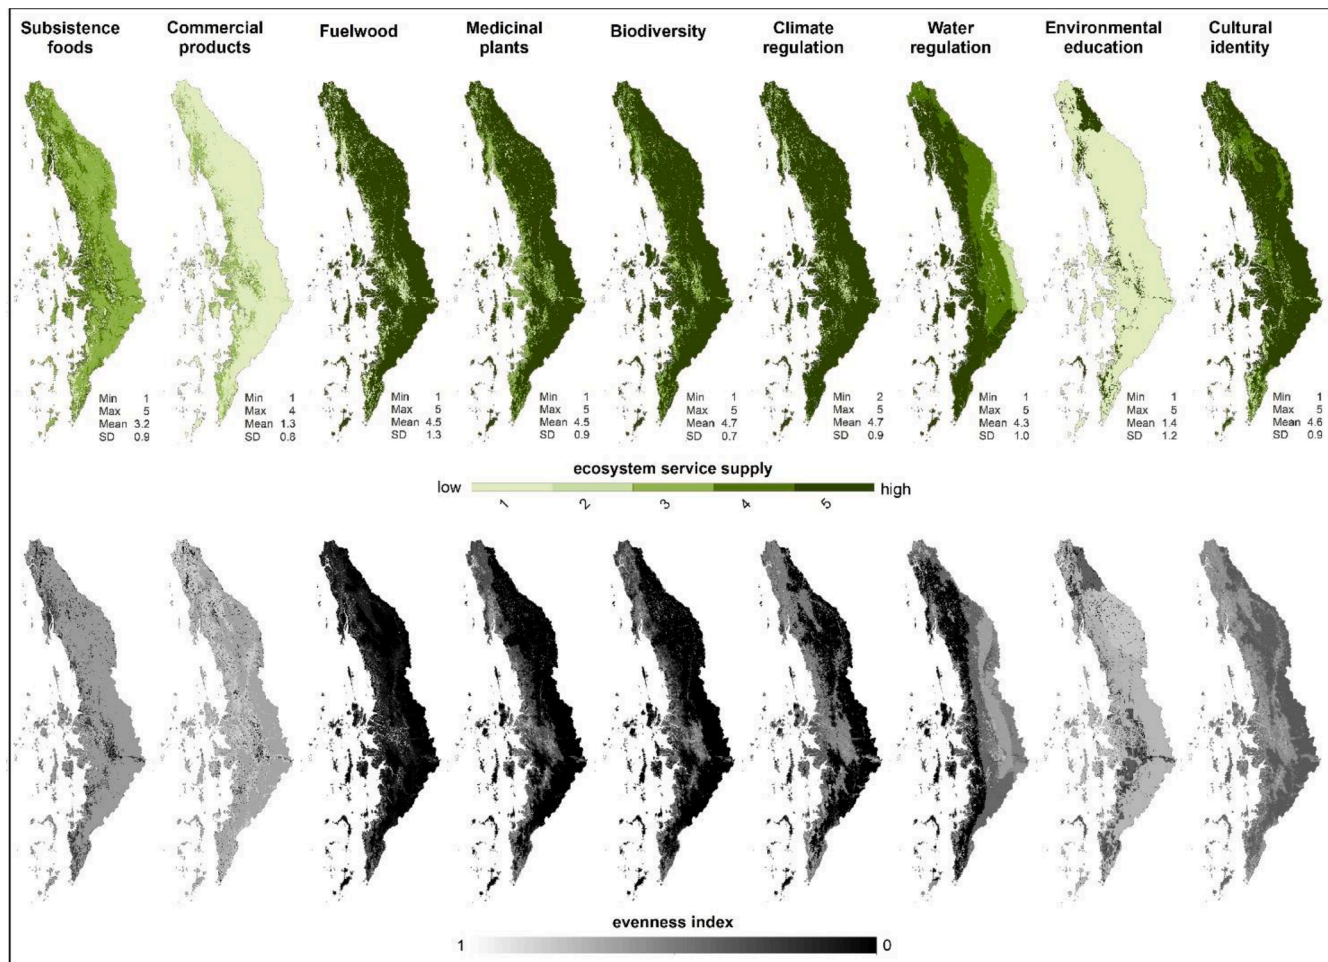 Subsistence
foods
Commercial
products
Fuelwood
Medicinal
plants
Biodiversity
Climate
regulation
Water
regulation
Environmental
education
Cultural
identity
Min 1
Max 5
Mean 3.2
SD 0.9
Min 1
Max 4
Mean 1.3
SD 0.8
Min 1
Max 5
Mean 4.5
SD 1.3
Min 1
Max 5
Mean 4.5
SD 0.9
Min 1
Max 5
Mean 4.7
SD 0.7
Min 2
Max 5
Mean 4.7
SD 0.9
Min 1
Max 5
Mean 4.3
SD 1.0
Min 1
Max 5
Mean 1.4
SD 1.2
Min 1
Max 5
Mean 4.6
SD 0.9
ecosystem service supply
low high
1 2 3 4 5
evenness index
1 0